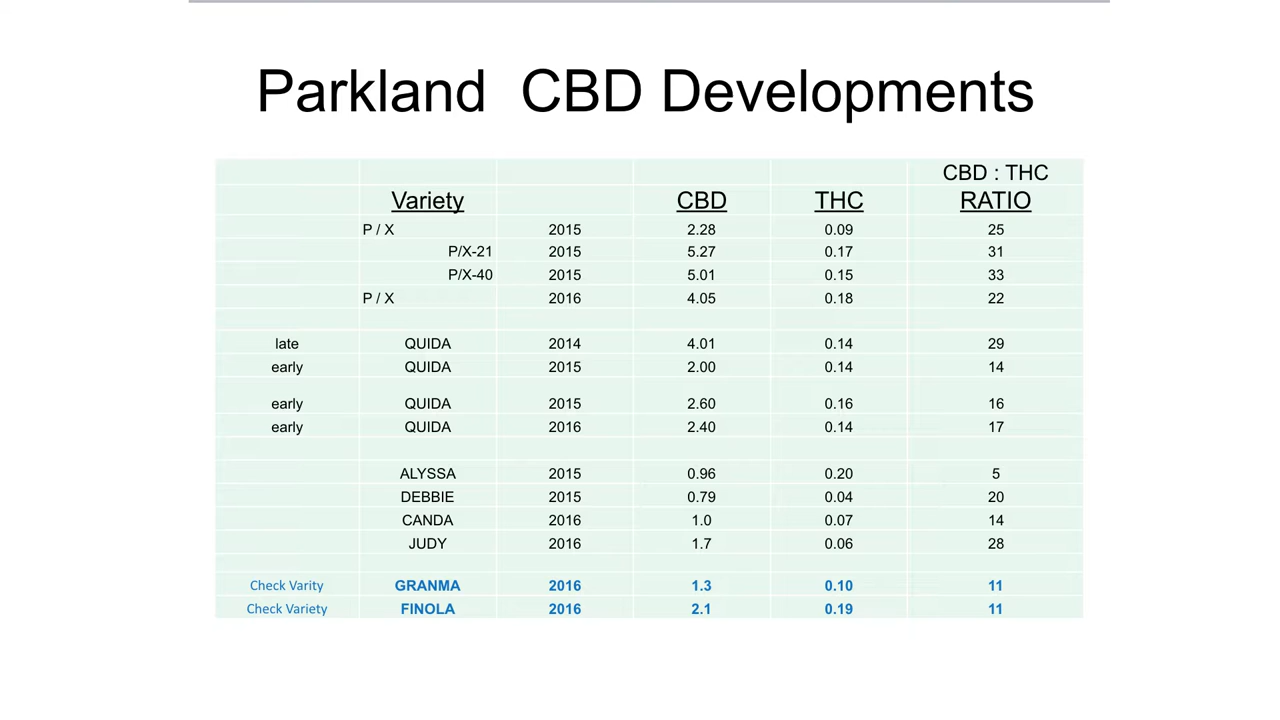 Parkland CBD Developments
CBD : THC
Variety CBD THC RATIO
P / X 2015 2.28 0.09 25
P/X-21 2015 5.27 0.17 31
P/X-40 2015 5.01 0.15 33
P / X 2016 4.05 0.18 22
late QUIDA 2014 4.01 0.14 29
early QUIDA 2015 2.00 0.14 14
early QUIDA 2015 2.60 0.16 16
early QUIDA 2016 2.40 0.14 17
ALYSSA 2015 0.96 0.20 5
DEBBIE 2015 0.79 0.04 20
CANDA 2016 1.0 0.07 14
JUDY 2016 1.7 0.06 28
Check Varity GRANMA 2016 1.3 0.10 11
Check Variety FINOLA 2016 2.1 0.19 11